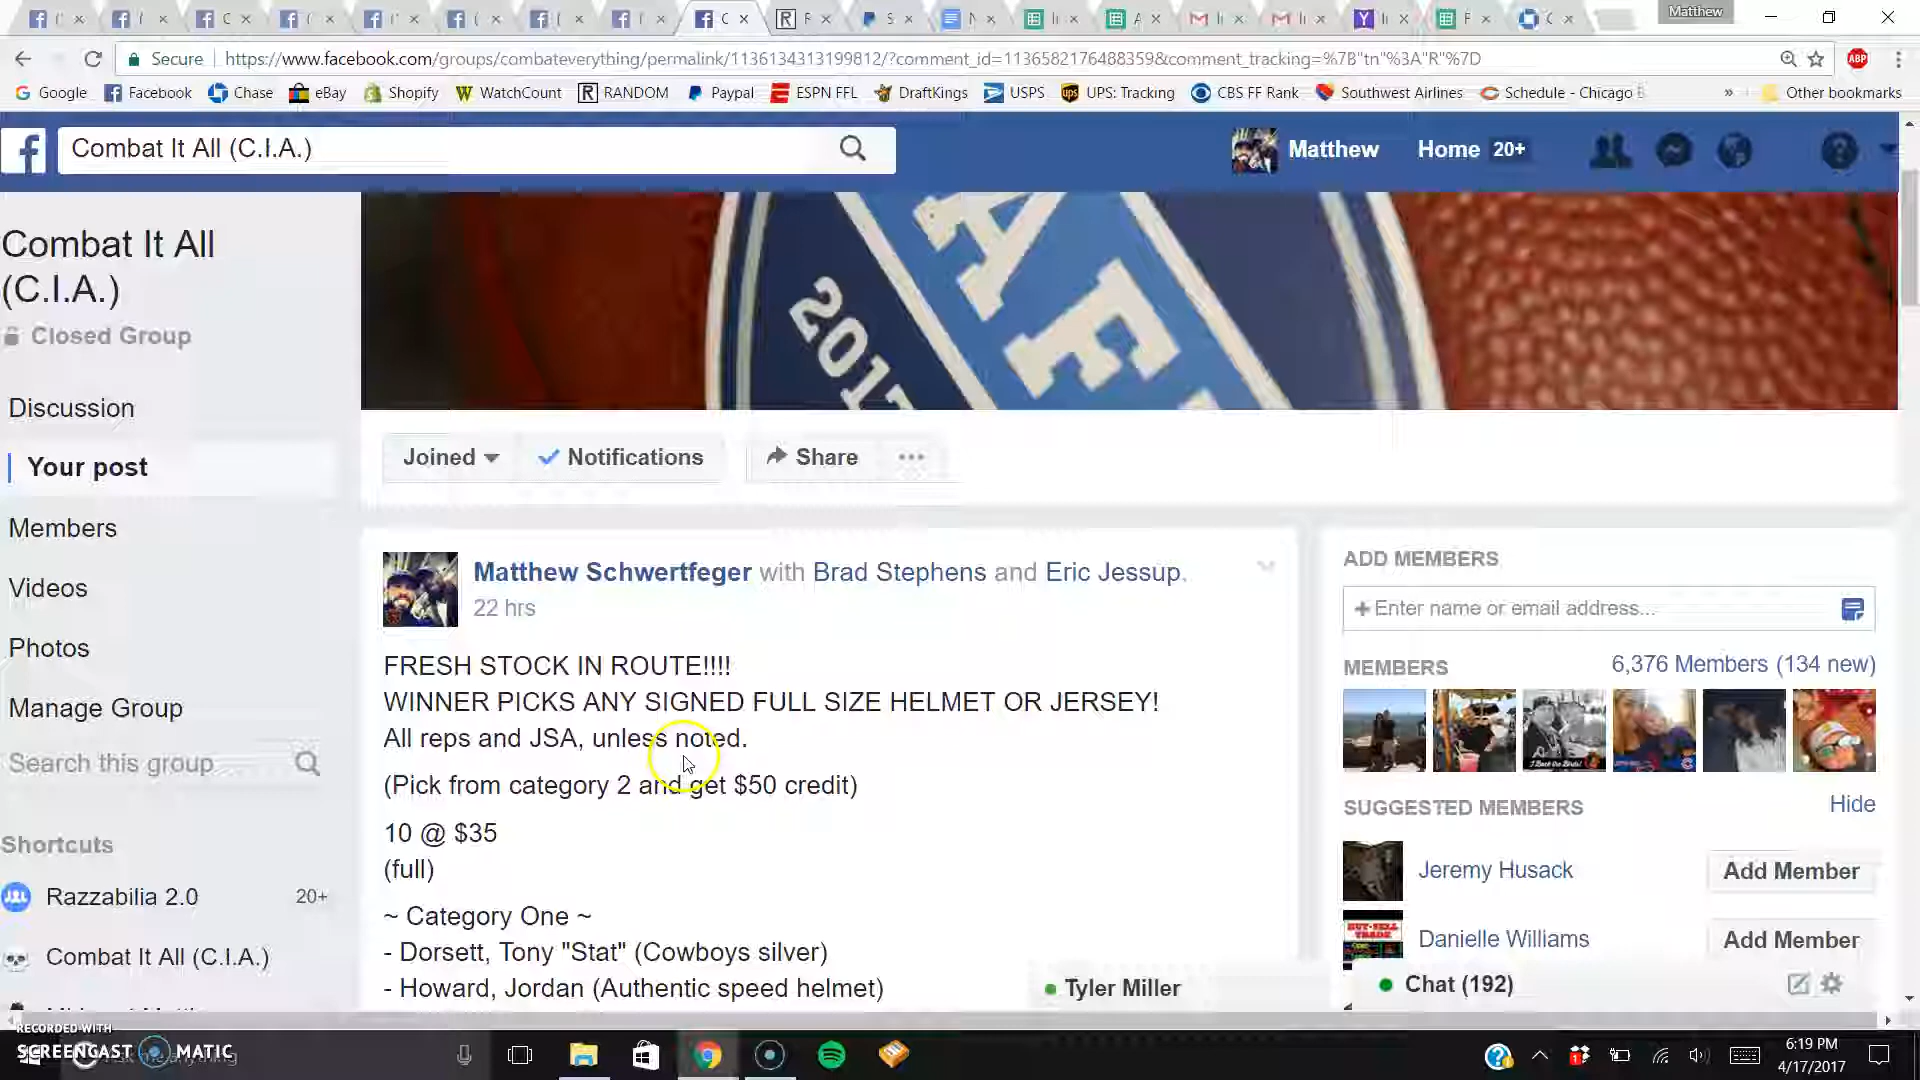 Matthew
Secure
https://www.facebook.com/groups/combateverything/permalink/1136134313199812/?comment_id=1136582176488359&comment_tracking=%7B"tn"%3A"R"%7D
ABP
Google Facebook Chase eBay Shopify WatchCount RANDOM Paypal ESPN FFL DraftKings USPS UPS: Tracking CBS FF Rank Southwest Airlines Schedule - Chicago » Other bookmarks
Combat It All (C.I.A.)
Matthew Home 20+
Combat It All
(C.I.A.)
Closed Group
Discussion
Your post
Members
Videos
Photos
Manage Group
Search this group
Shortcuts
Razzabilia 2.0 20+
Combat It All (C.I.A.)
Joined Notifications Share ...
Matthew Schwertfeger with Brad Stephens and Eric Jessup.
22 hrs
FRESH STOCK IN ROUTE!!!!
WINNER PICKS ANY SIGNED FULL SIZE HELMET OR JERSEY!
All reps and JSA, unless noted.
(Pick from category 2 and get $50 credit)
10 @ $35
(full)
~ Category One ~
- Dorsett, Tony "Stat" (Cowboys silver)
- Howard, Jordan (Authentic speed helmet)
ADD MEMBERS
+ Enter name or email address...
MEMBERS 6,376 Members (134 new)
SUGGESTED MEMBERS Hide
Jeremy Husack Add Member
Danielle Williams Add Member
Tyler Miller
Chat (192)
RECORDED WITH
SCREENCAST MATIC
6:19 PM
4/17/2017